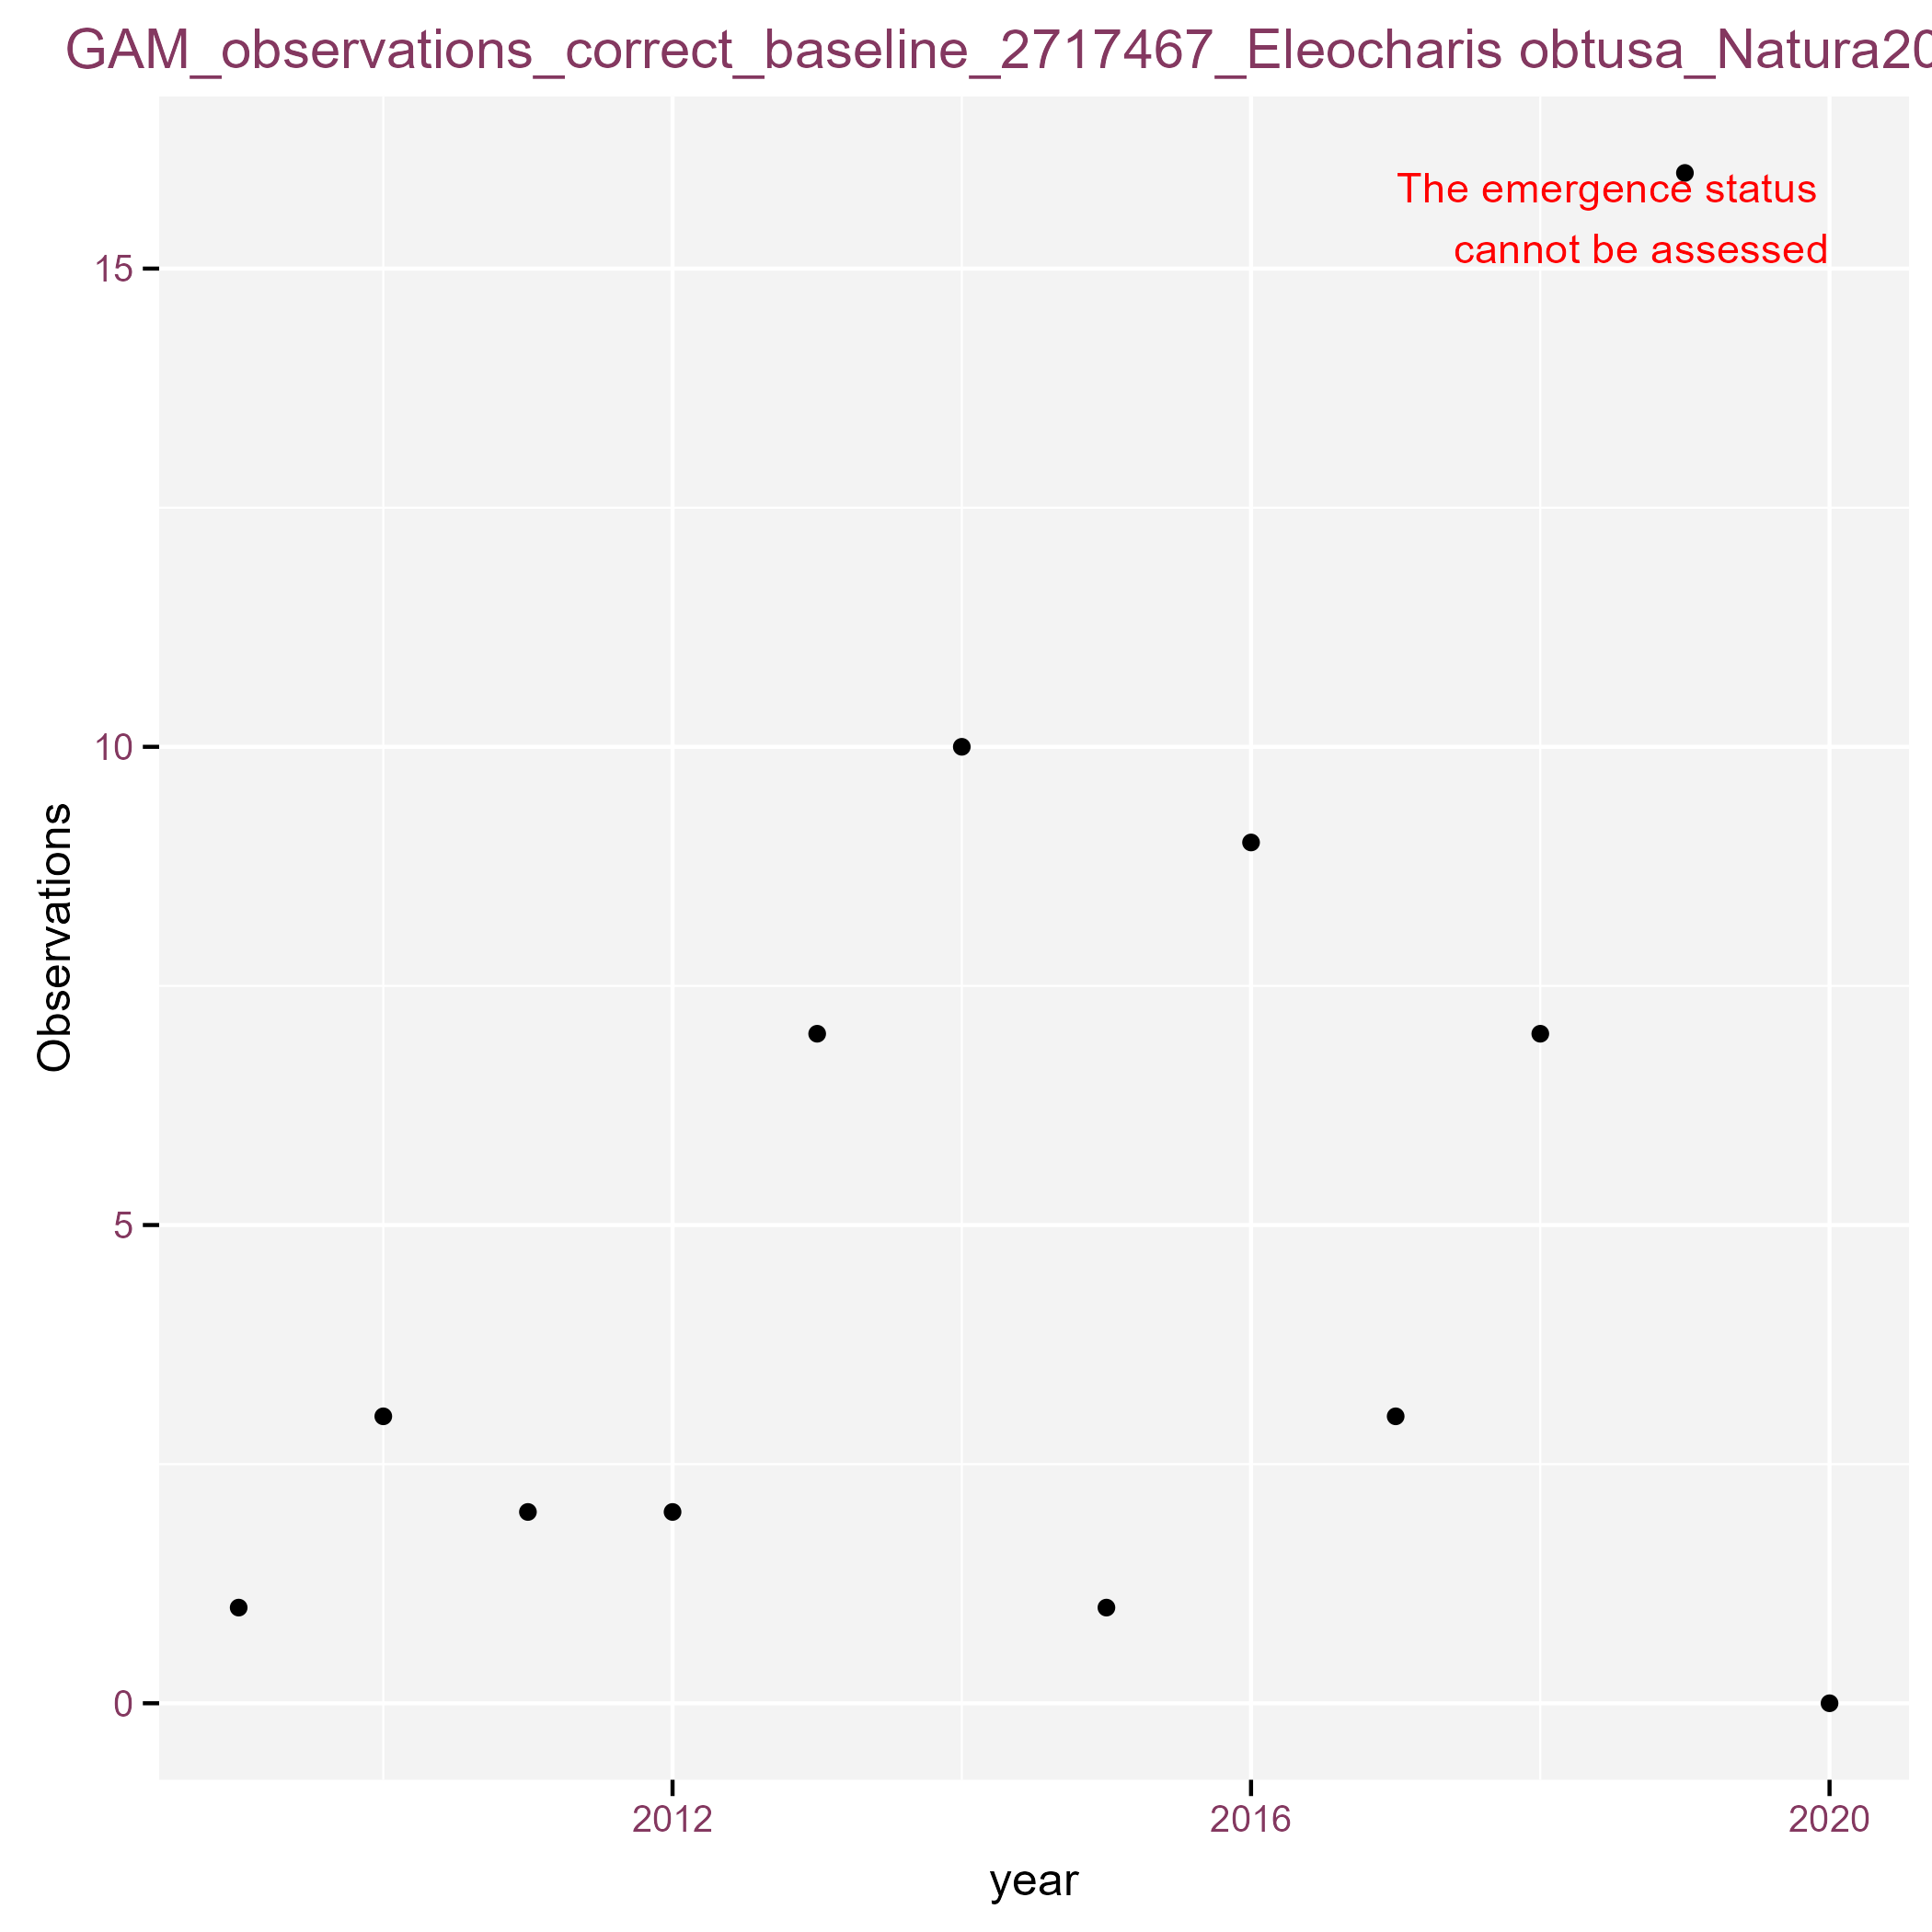 GAM_observations_correct_baseline_2717467_Eleocharis obtusa_Natura20
The emergence status
cannot be assessed
15
10
5
0
Observations
2012 2016 2020
year